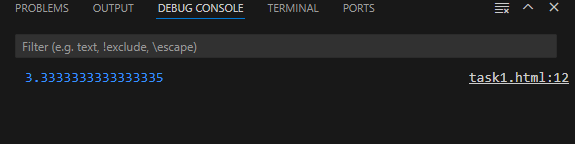 PROBLEMS OUTPUT DEBUG CONSOLE TERMINAL PORTS
Filter (e.g. text, !exclude, \escape)
3.3333333333333335 task1.html:12